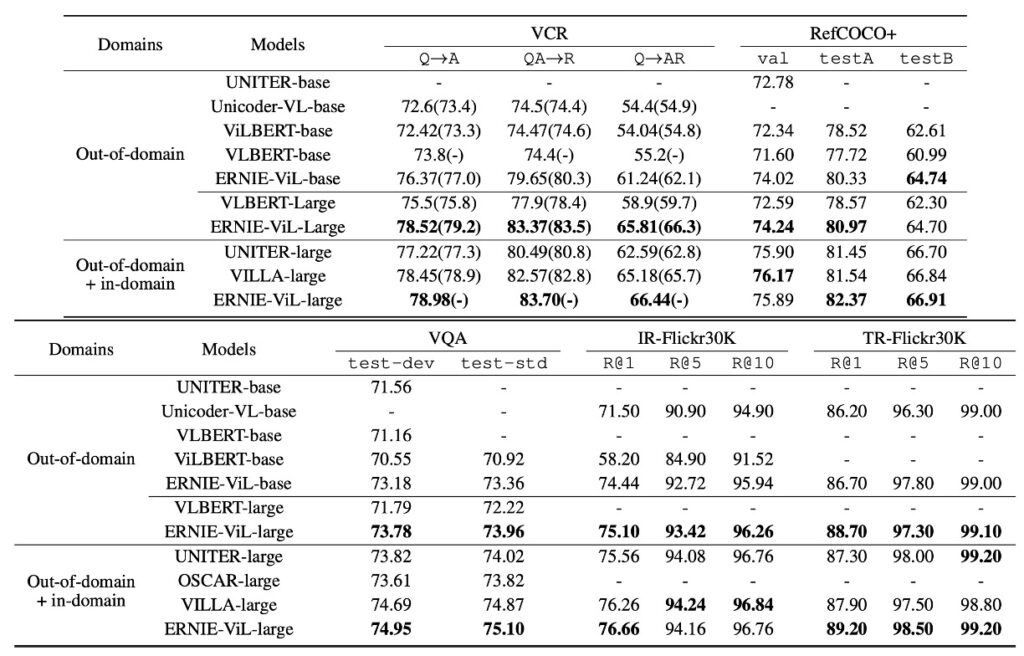 Domains Models VCR RefCOCO+
Q→A QA→R Q→AR val testA testB
UNITER-base - - - 72.78 - -
Unicoder-VL-base 72.6(73.4) 74.5(74.4) 54.4(54.9) - - -
ViLBERT-base 72.42(73.3) 74.47(74.6) 54.04(54.8) 72.34 78.52 62.61
Out-of-domain VLBERT-base 73.8(-) 74.4(-) 55.2(-) 71.60 77.72 60.99
ERNIE-ViL-base 76.37(77.0) 79.65(80.3) 61.24(62.1) 74.02 80.33 64.74
VLBERT-Large 75.5(75.8) 77.9(78.4) 58.9(59.7) 72.59 78.57 62.30
ERNIE-ViL-Large 78.52(79.2) 83.37(83.5) 65.81(66.3) 74.24 80.97 64.70
Out-of-domain UNITER-large 77.22(77.3) 80.49(80.8) 62.59(62.8) 75.90 81.45 66.70
+ in-domain VILLA-large 78.45(78.9) 82.57(82.8) 65.18(65.7) 76.17 81.54 66.84
ERNIE-ViL-large 78.98(-) 83.70(-) 66.44(-) 75.89 82.37 66.91
Domains Models VQA IR-Flickr30K TR-Flickr30K
test-dev test-std R@1 R@5 R@10 R@1 R@5 R@10
UNITER-base 71.56 - - - - - - -
Unicoder-VL-base - - 71.50 90.90 94.90 86.20 96.30 99.00
VLBERT-base 71.16 - - - - - - -
Out-of-domain ViLBERT-base 70.55 70.92 58.20 84.90 91.52 - - -
ERNIE-ViL-base 73.18 73.36 74.44 92.72 95.94 86.70 97.80 99.00
VLBERT-large 71.79 72.22 - - - - - -
ERNIE-ViL-large 73.78 73.96 75.10 93.42 96.26 88.70 97.30 99.10
UNITER-large 73.82 74.02 75.56 94.08 96.76 87.30 98.00 99.20
Out-of-domain OSCAR-large 73.61 73.82 - - - - - -
+ in-domain VILLA-large 74.69 74.87 76.26 94.24 96.84 87.90 97.50 98.80
ERNIE-ViL-large 74.95 75.10 76.66 94.16 96.76 89.20 98.50 99.20